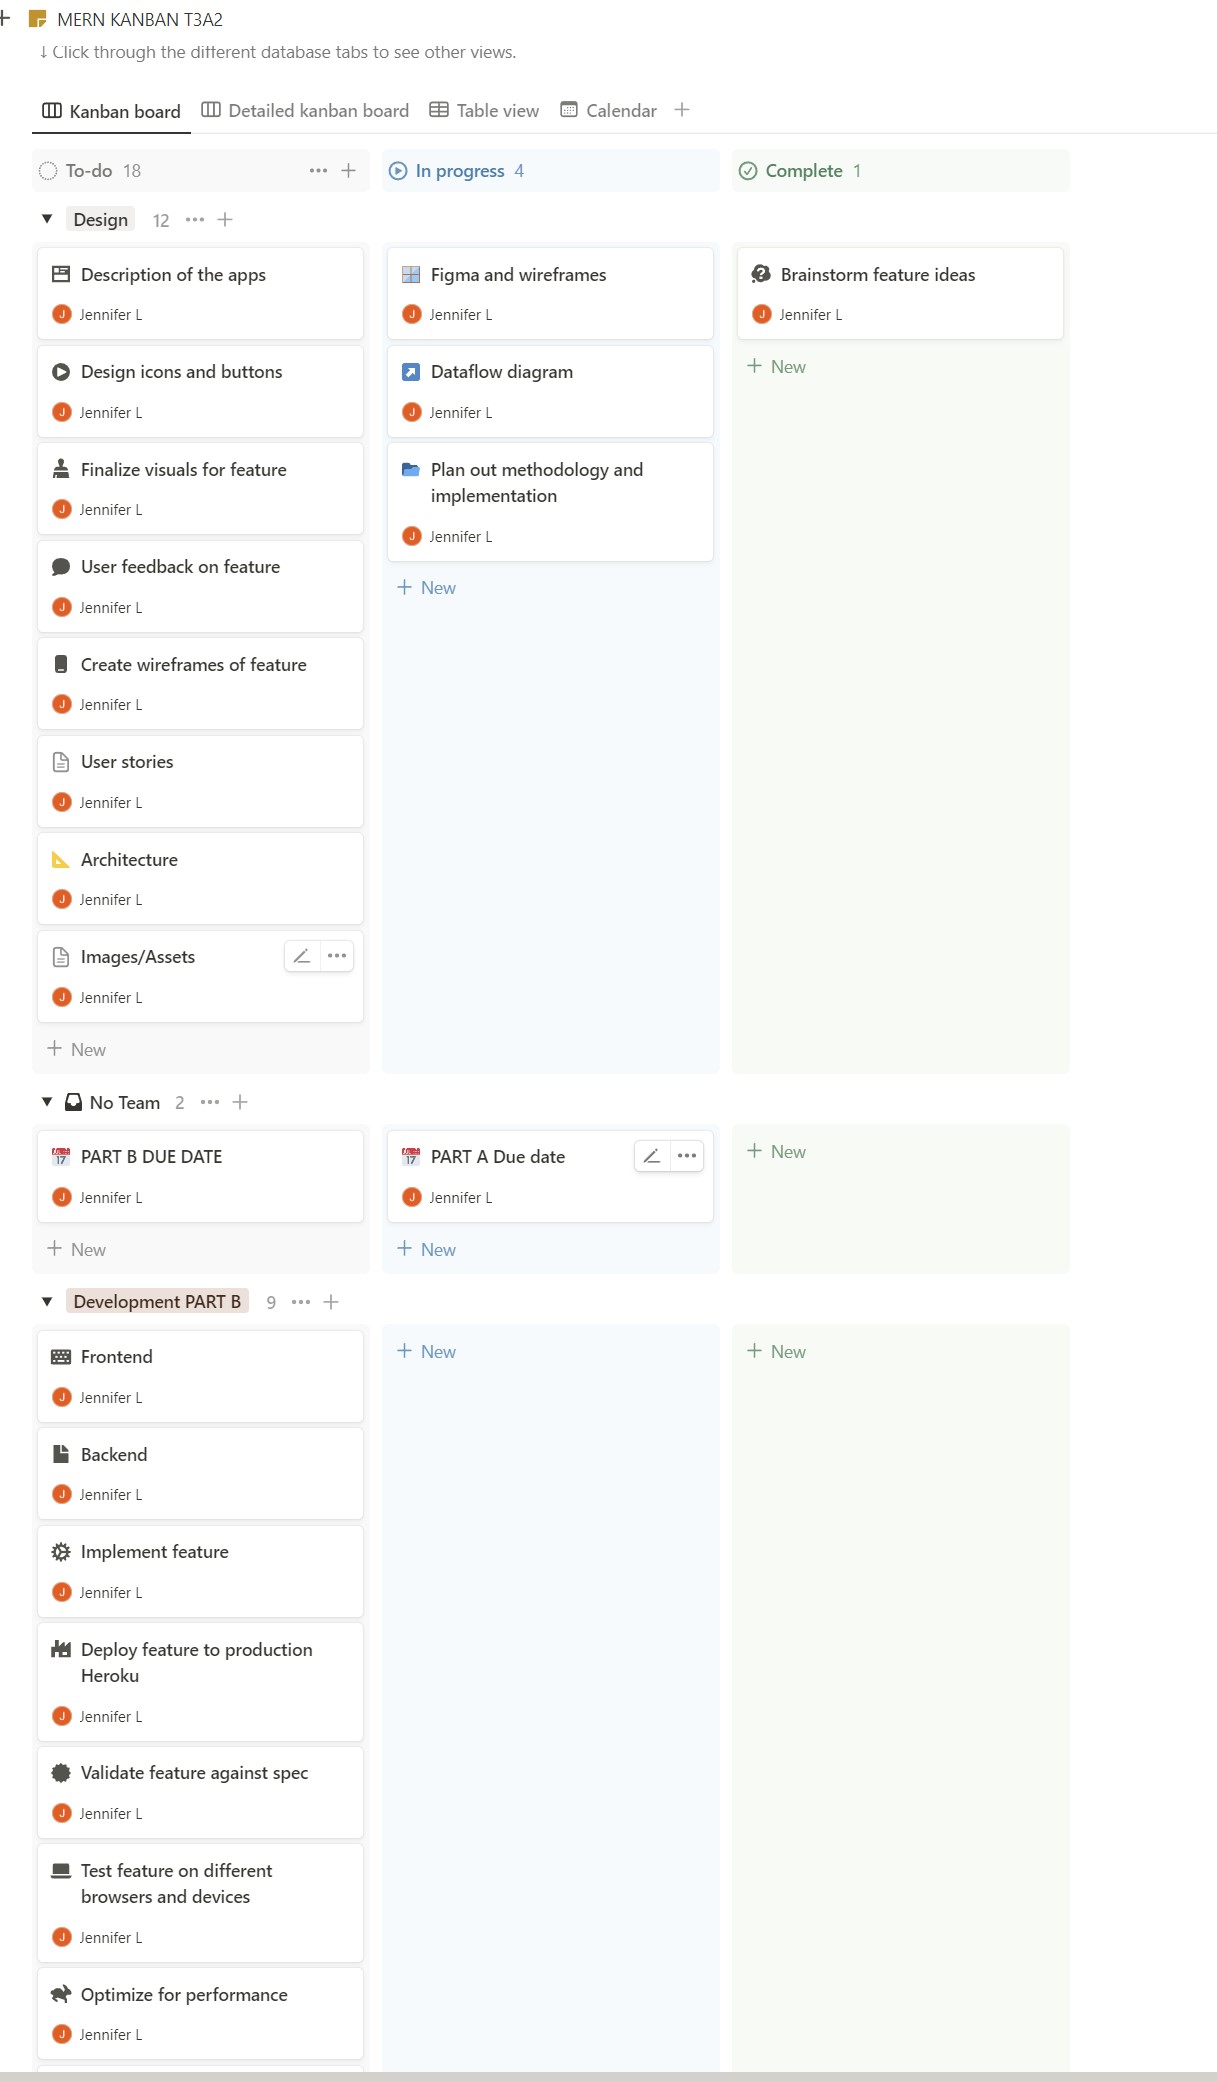 MERN KANBAN T3A2
↓ Click through the different database tabs to see other views.
Kanban board Detailed kanban board Table view Calendar
To-do 18
In progress 4
Complete 1
Design 12
Description of the apps
J Jennifer L
Design icons and buttons
J Jennifer L
Finalize visuals for feature
J Jennifer L
User feedback on feature
J Jennifer L
Create wireframes of feature
J Jennifer L
User stories
J Jennifer L
Architecture
J Jennifer L
Images/Assets
J Jennifer L
+ New
Figma and wireframes
J Jennifer L
Dataflow diagram
J Jennifer L
Plan out methodology and
implementation
J Jennifer L
+ New
Brainstorm feature ideas
J Jennifer L
+ New
No Team 2
17 PART B DUE DATE
J Jennifer L
+ New
17 PART A Due date
J Jennifer L
+ New
+ New
Development PART B 9
Frontend
J Jennifer L
Backend
J Jennifer L
Implement feature
J Jennifer L
Deploy feature to production
Heroku
J Jennifer L
Validate feature against spec
J Jennifer L
Test feature on different
browsers and devices
J Jennifer L
Optimize for performance
J Jennifer L
+ New
+ New